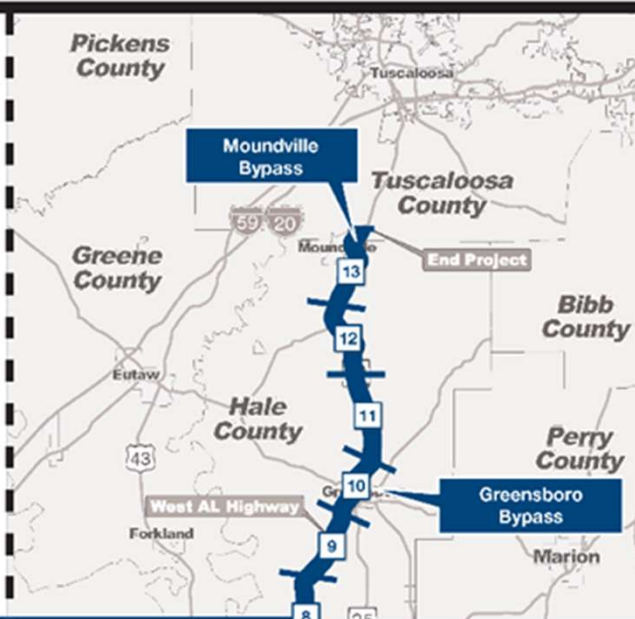 Pickens
County
Tuscaloosa
Moundville
Bypass
Tuscaloosa
County
59 20
End Project
13
Greene
County
Bibb
County
12
Eutaw
Hale
County
11
Perry
County
43
10
Greensboro
Bypass
West AL Highway
Forkland
9
Marion
8
25